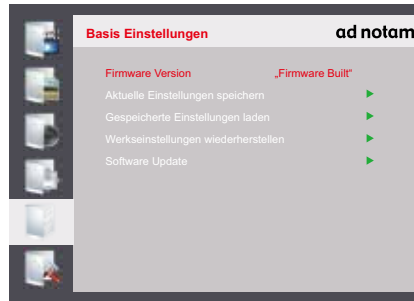 Basis Einstellungen
ad notam
Firmware Version „Firmware Built“
Aktuelle Einstellungen speichern
Gespeicherte Einstellungen laden
Werkseinstellungen wiederherstellen
Software Update